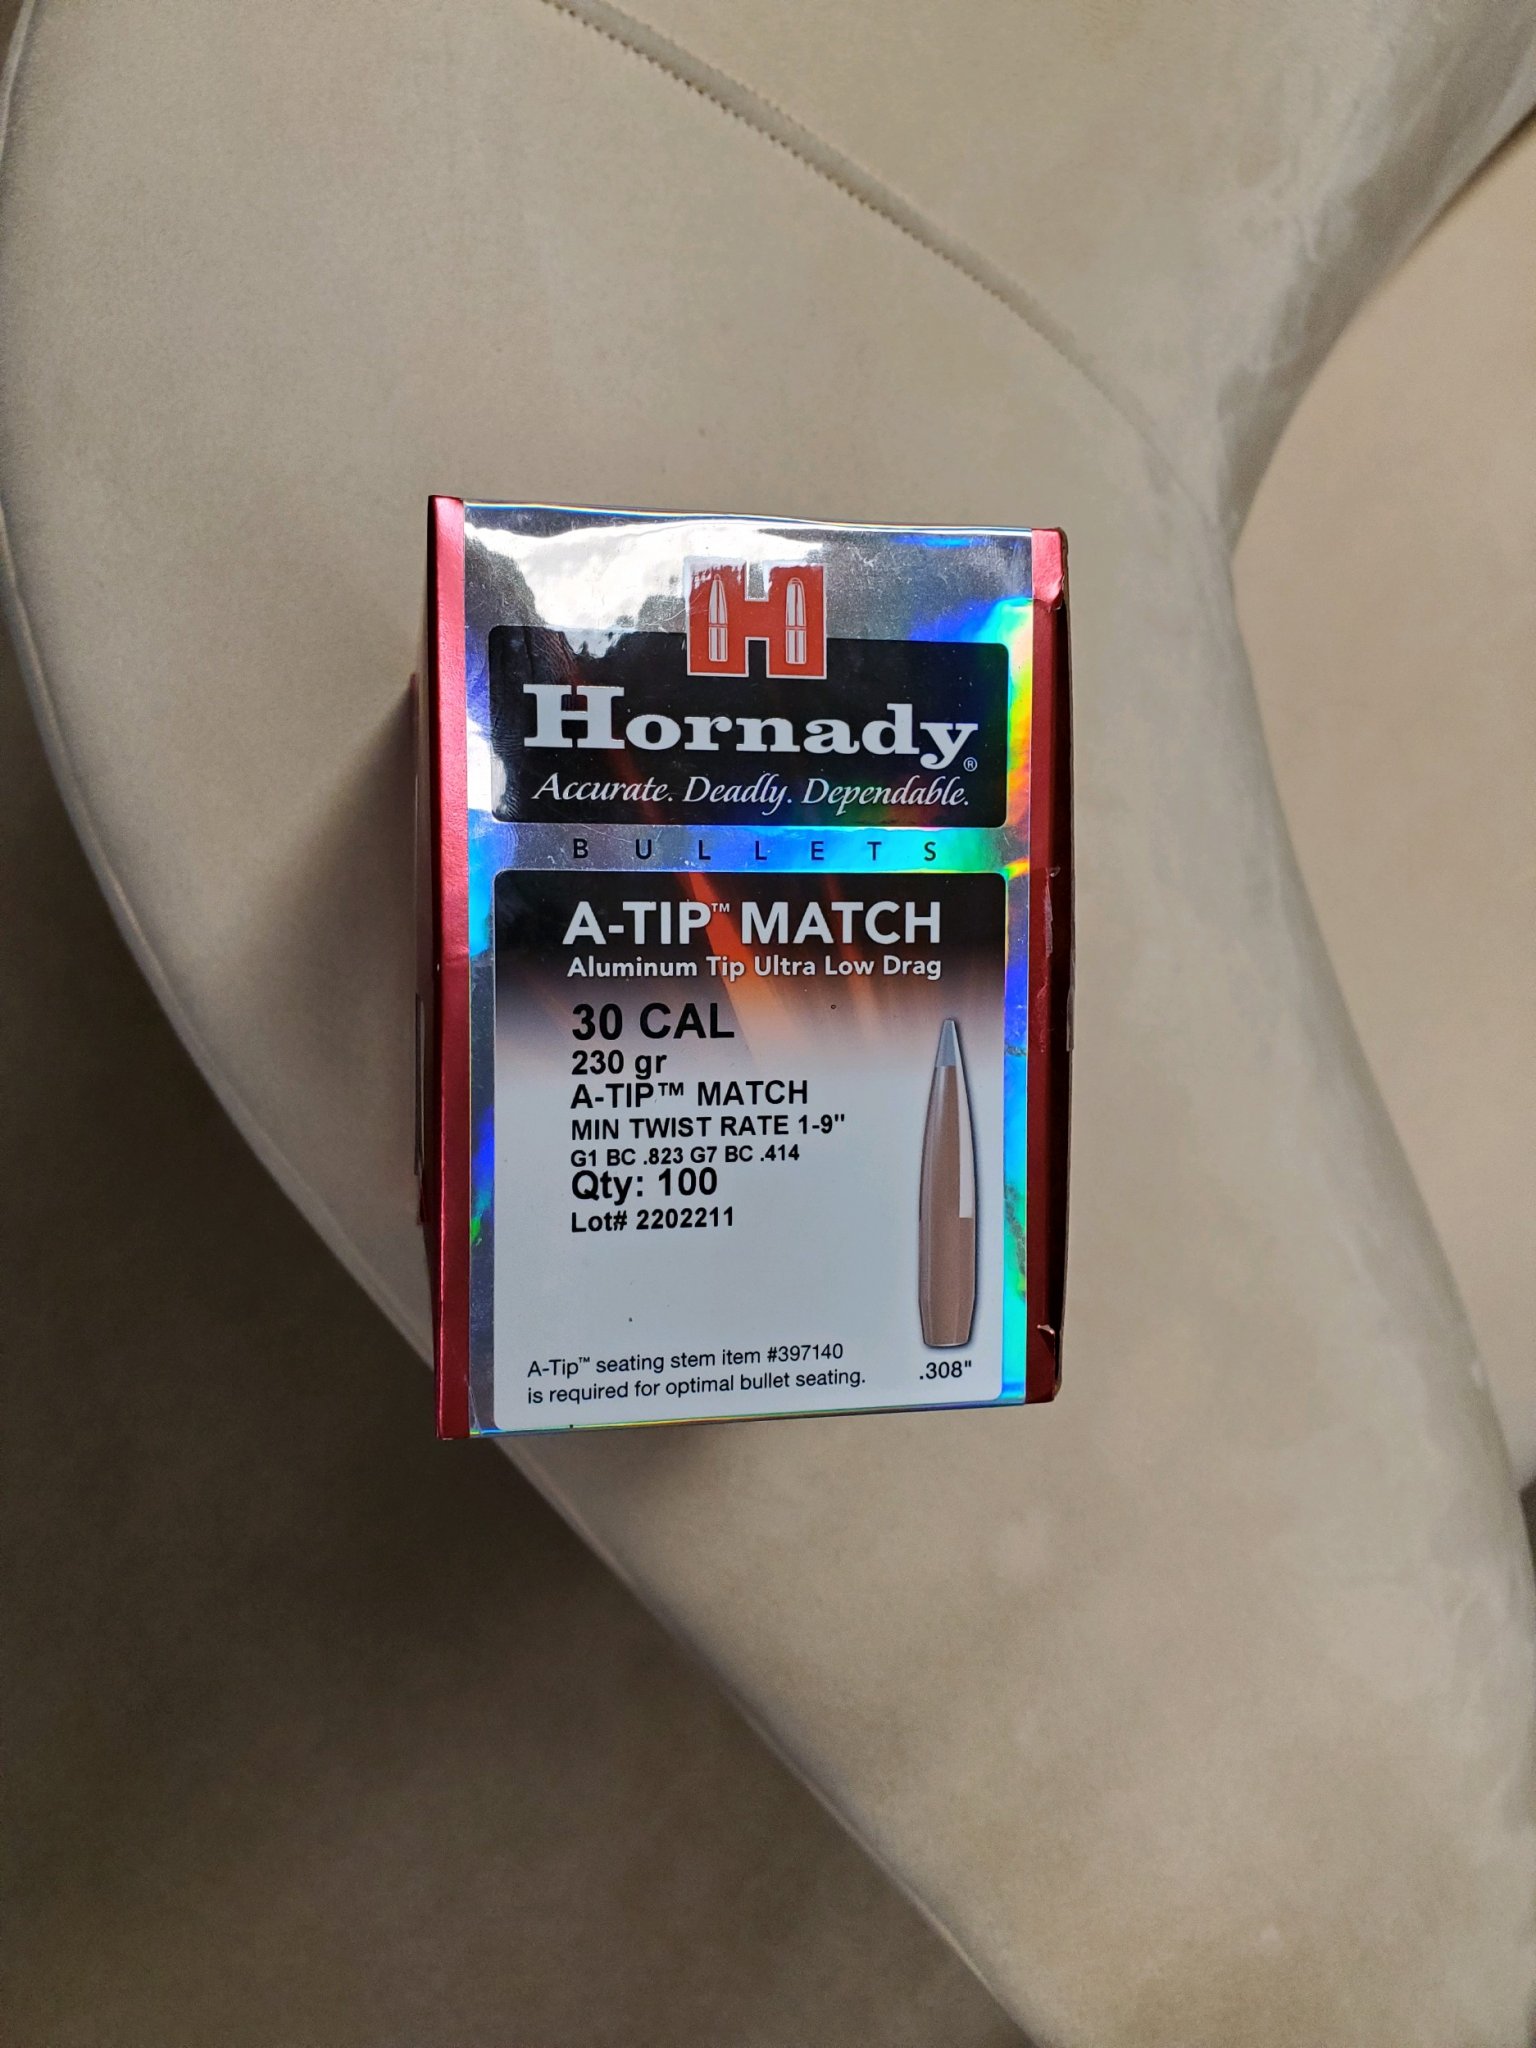 H
Hornady®
Accurate. Deadly. Dependable.
BULLETS
A-TIP™ MATCH
Aluminum Tip Ultra Low Drag
30 CAL
230 gr
A-TIP™ MATCH
MIN TWIST RATE 1-9"
G1 BC .823 G7 BC .414
Qty: 100
Lot# 2202211
A-Tip™ seating stem item #397140
is required for optimal bullet seating.
.308"